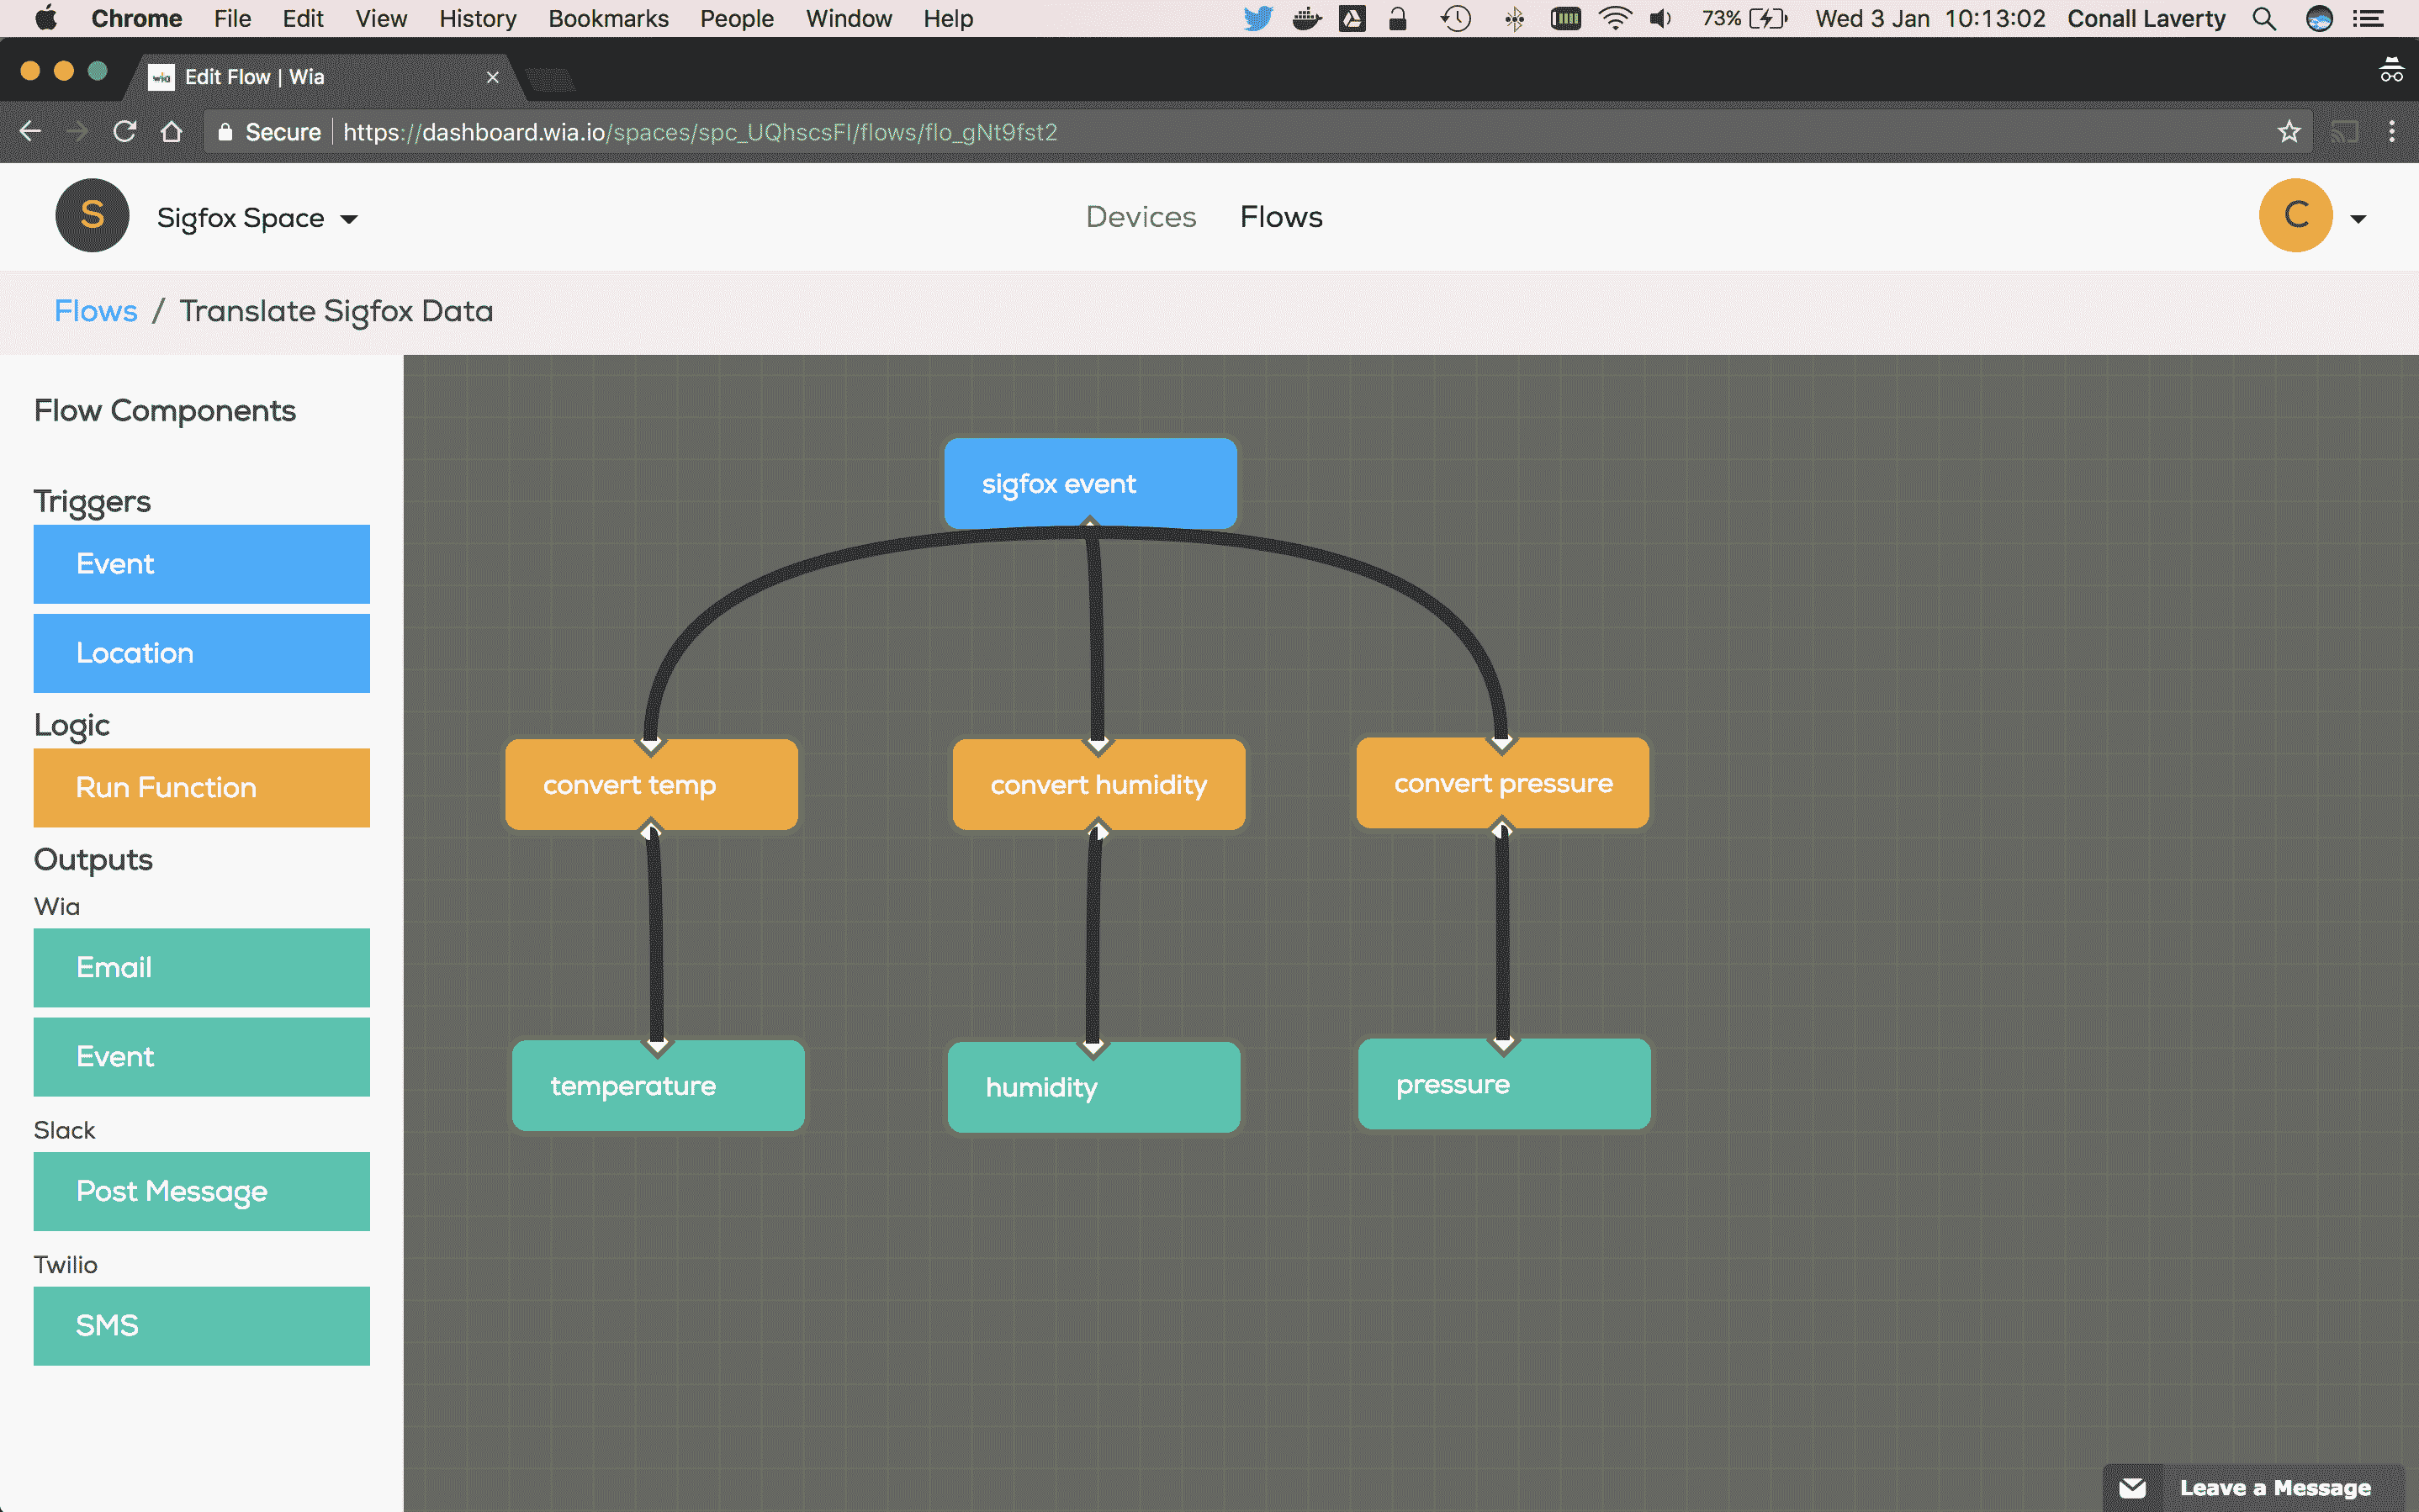 Chrome File Edit View History Bookmarks People Window Help 73% Wed 3 Jan 10:13:02 Conall Laverty
wia Edit Flow | Wia
Secure https://dashboard.wia.io/spaces/spc_UQhscsFl/flows/flo_gNt9fst2
S Sigfox Space Devices Flows C
Flows / Translate Sigfox Data
Flow Components
Triggers
Event
Location
Logic
Run Function
Outputs
Wia
Email
Event
Slack
Post Message
Twilio
SMS
sigfox event
convert temp convert humidity convert pressure
temperature humidity pressure
Leave a Message